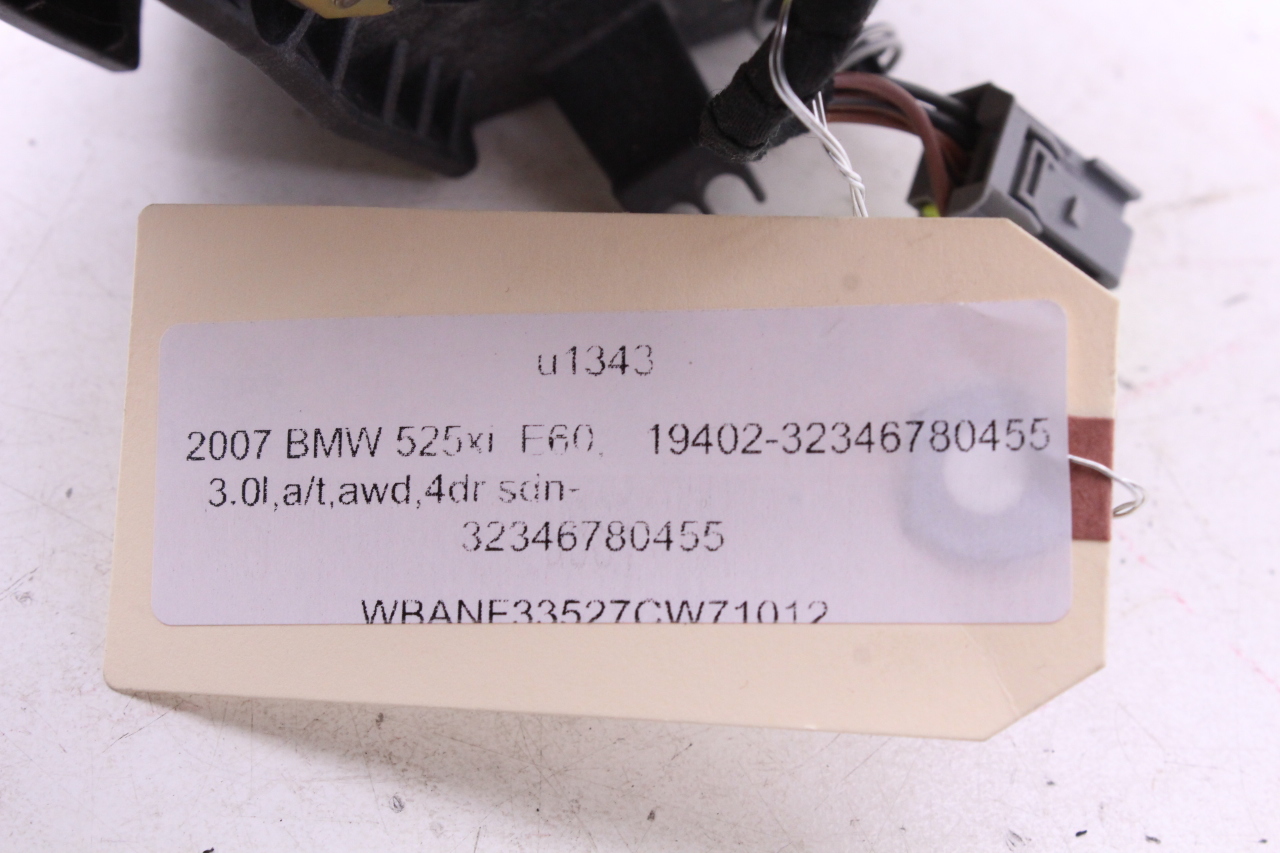 u1343
2007 BMW 525xi E60, 19402-32346780455
3.0l,a/t,awd,4dr sdn-
32346780455
WBANF33527CW71012